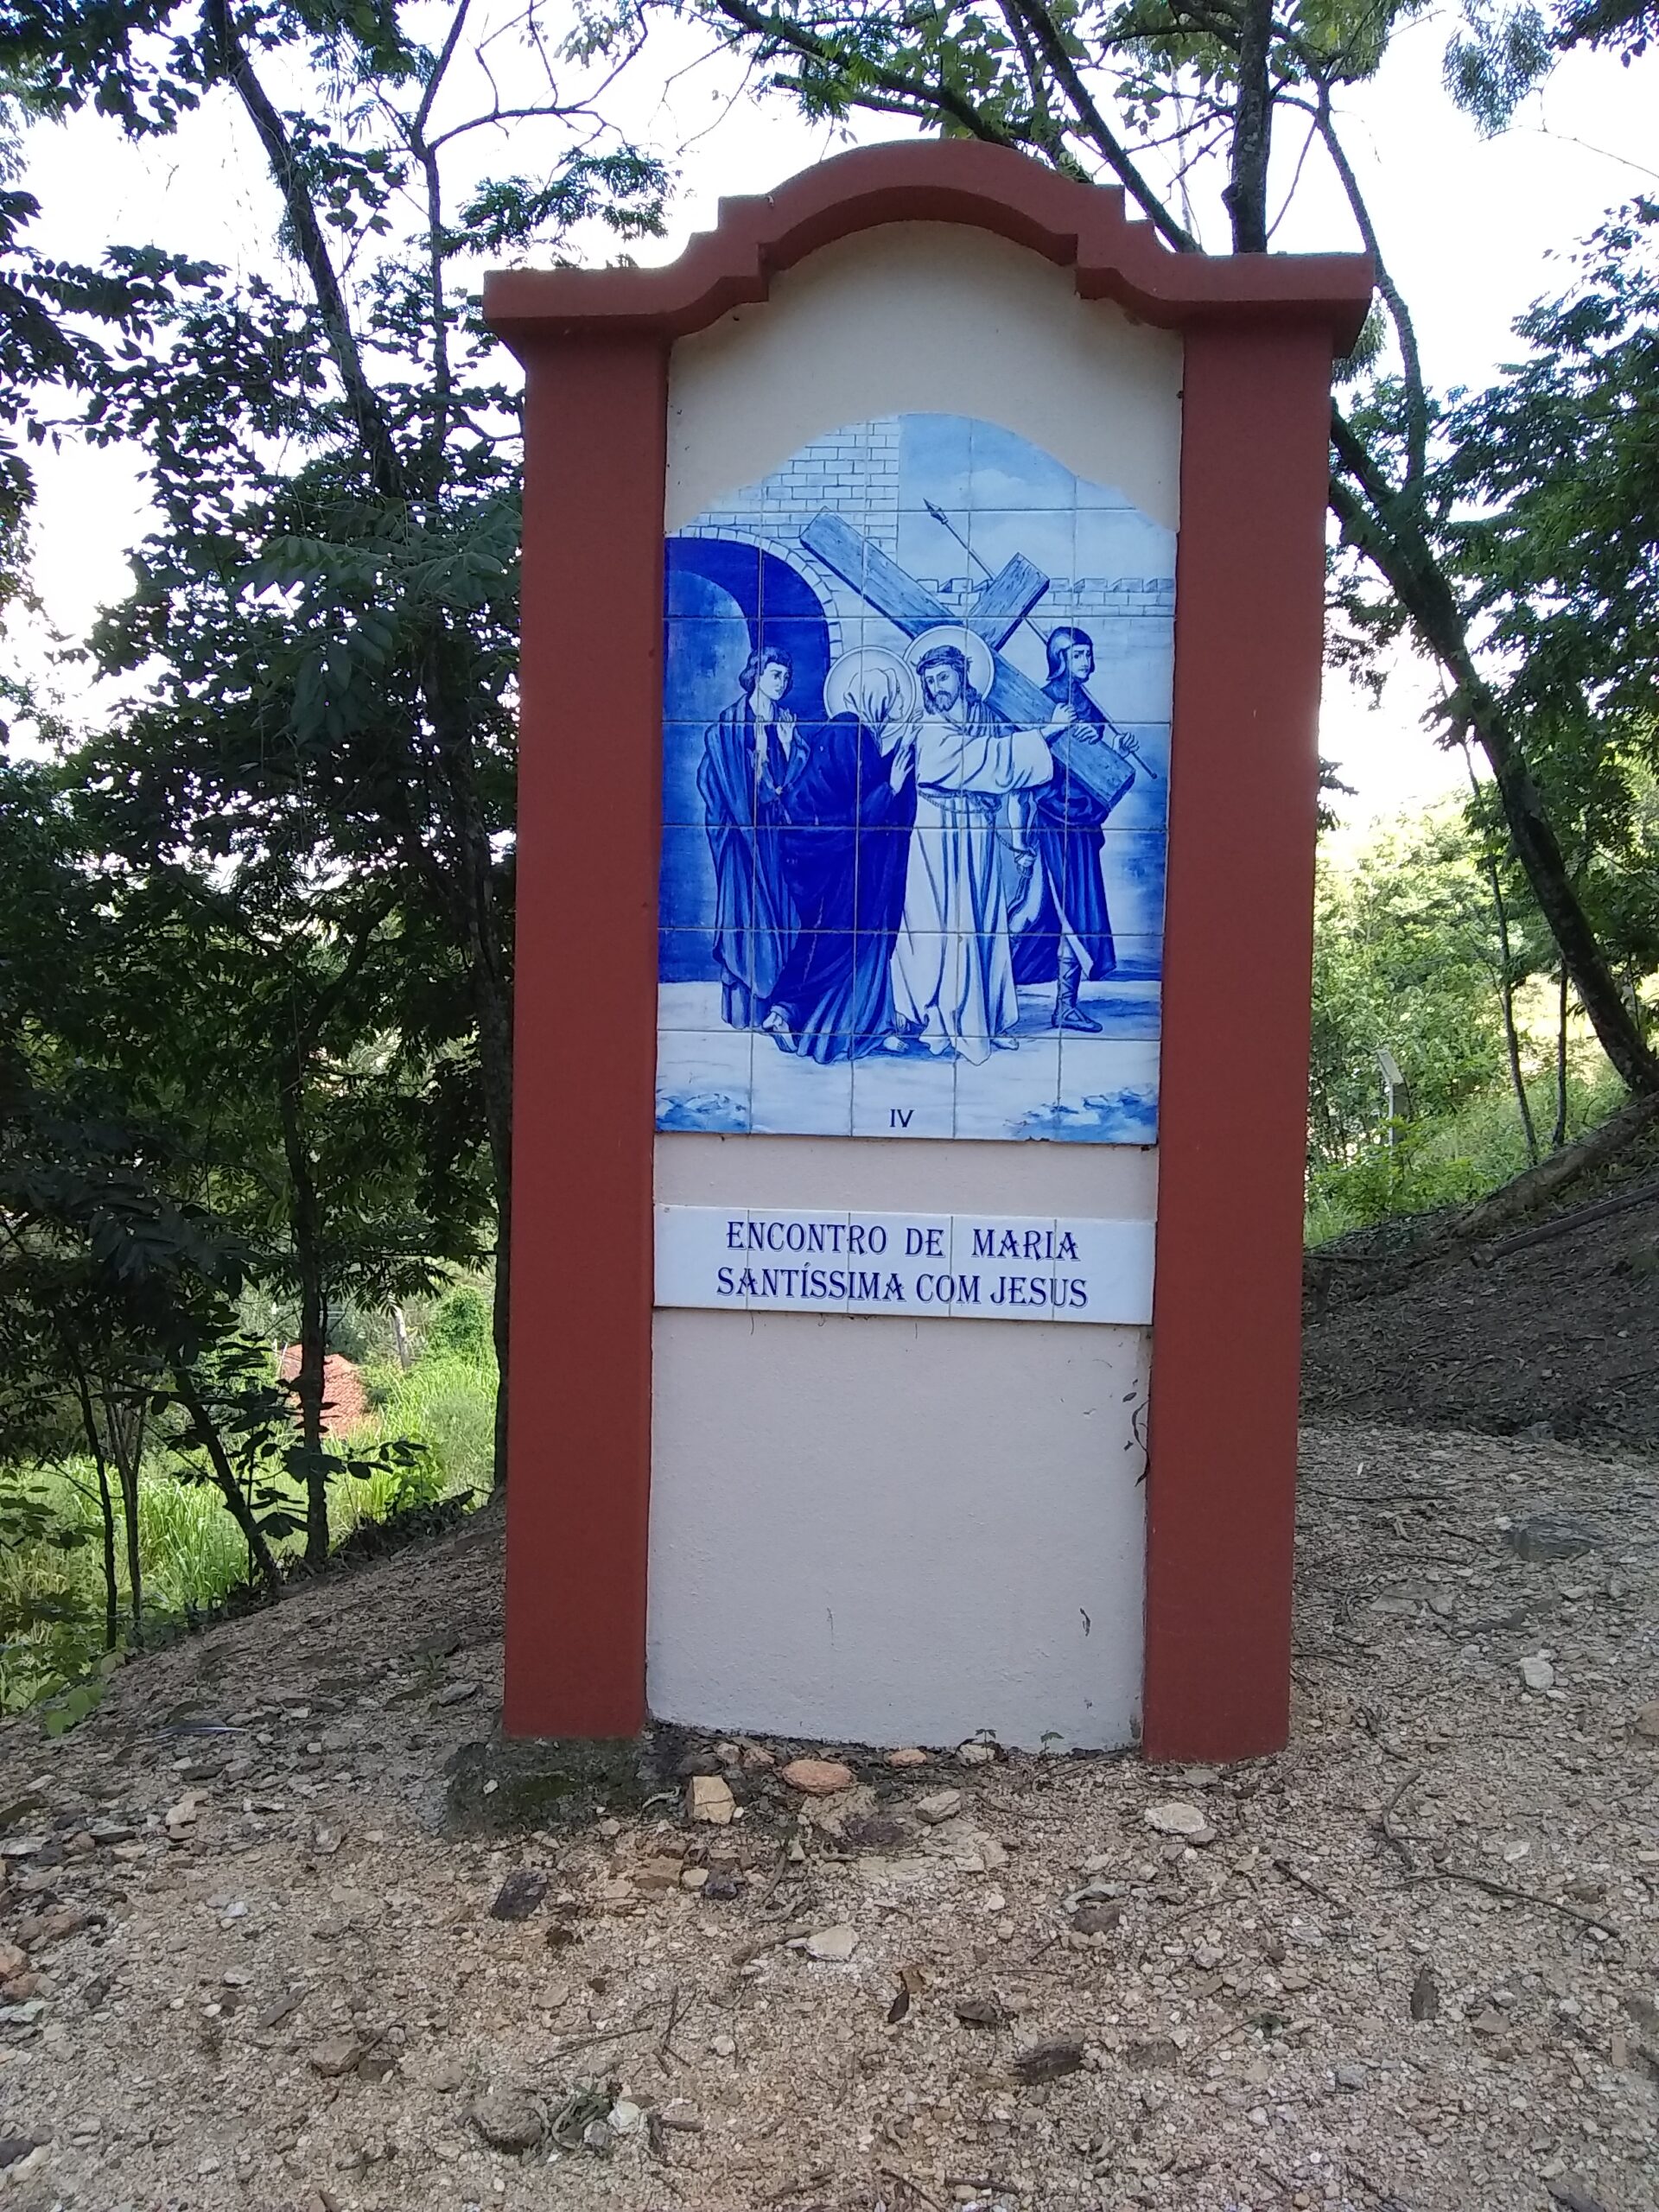 IV
ENCONTRO DE MARIA
SANTÍSSIMA COM JESUS